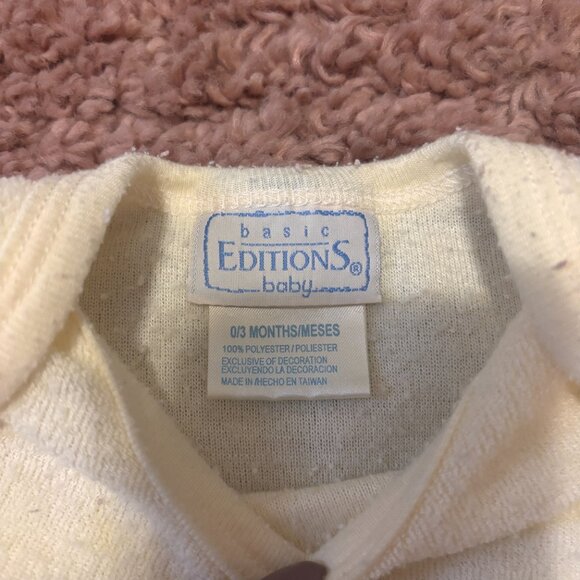 basic
EDITIONS®
baby
0/3 MONTHS/MESES
100% POLYESTER/POLIESTER
EXCLUSIVE OF DECORATION
EXCLUYENDO LA DECORACION
MADE IN/HECHO EN TAIWAN